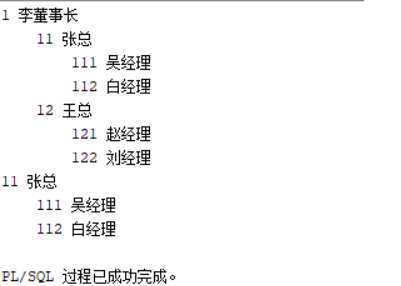 1 李董事长
11 张总
111 吴经理
112 白经理
12 王总
121 赵经理
122 刘经理
11 张总
111 吴经理
112 白经理
PL/SQL 过程已成功完成。